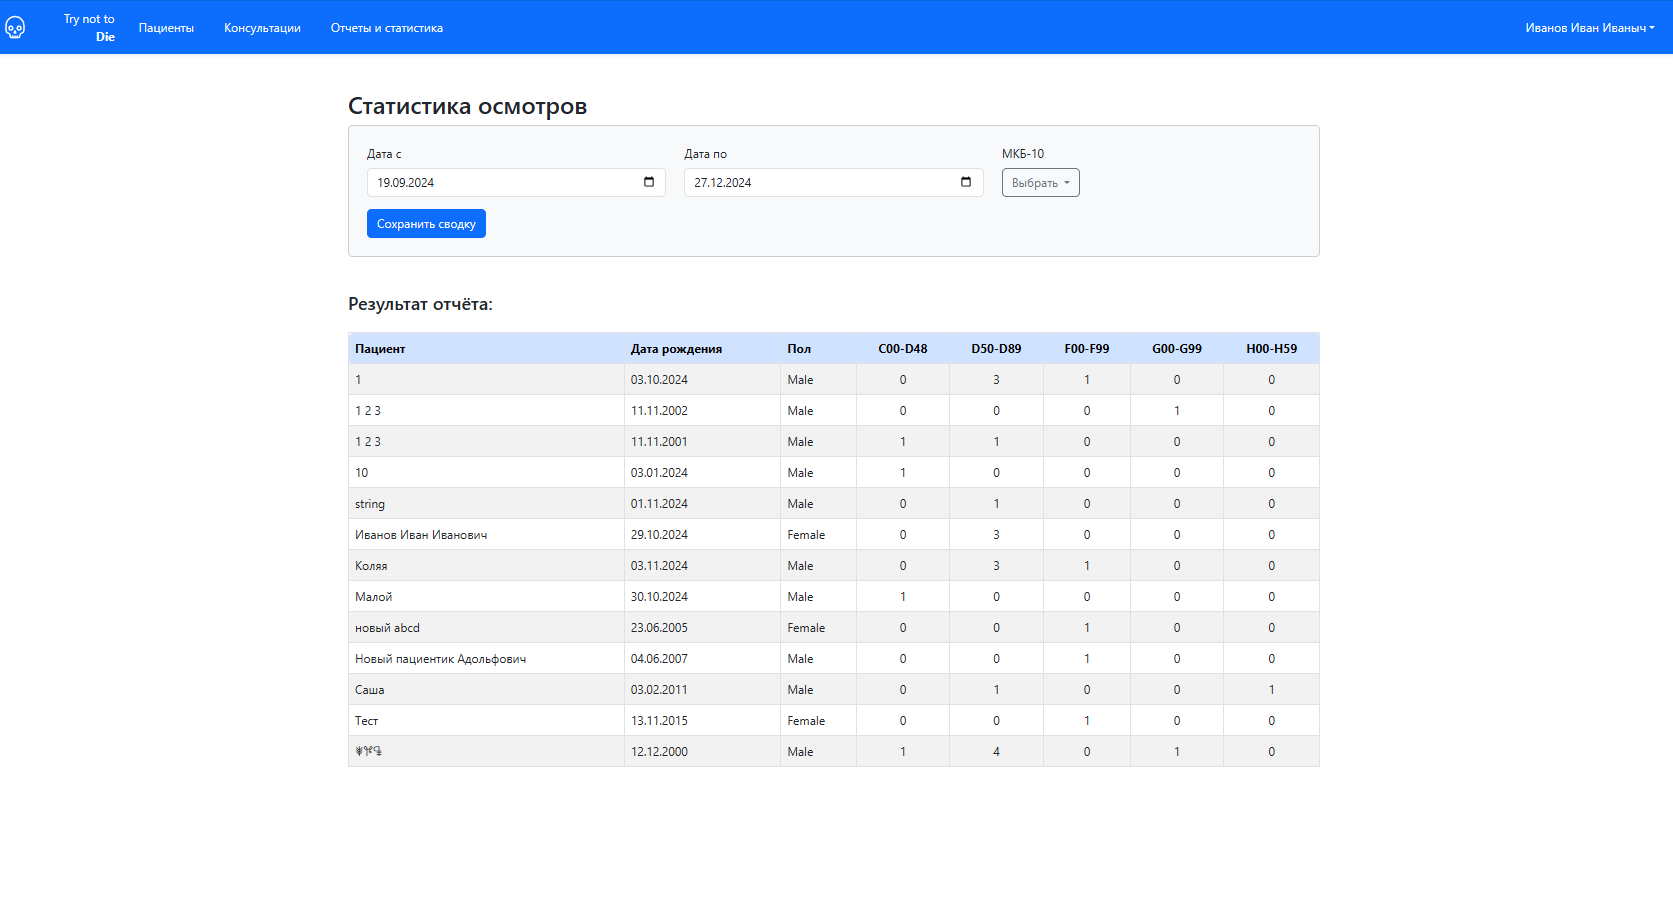 Try not to
Die
Пациенты Консультации Отчеты и статистика Иванов Иван Иваныч
Статистика осмотров
Дата с Дата по МКБ-10
19.09.2024 27.12.2024 Выбрать
Сохранить сводку
Результат отчёта:
Пациент Дата рождения Пол C00-D48 D50-D89 F00-F99 G00-G99 H00-H59
1 03.10.2024 Male 0 3 1 0 0
1 2 3 11.11.2002 Male 0 0 0 1 0
1 2 3 11.11.2001 Male 1 1 0 0 0
10 03.01.2024 Male 1 0 0 0 0
string 01.11.2024 Male 0 1 0 0 0
Иванов Иван Иванович 29.10.2024 Female 0 3 0 0 0
Коляя 03.11.2024 Male 0 3 1 0 0
Малой 30.10.2024 Male 1 0 0 0 0
новый abcd 23.06.2005 Female 0 0 1 0 0
Новый пациентик Адольфович 04.06.2007 Male 0 0 1 0 0
Саша 03.02.2011 Male 0 1 0 0 1
Тест 13.11.2015 Female 0 0 1 0 0
12.12.2000 Male 1 4 0 1 0